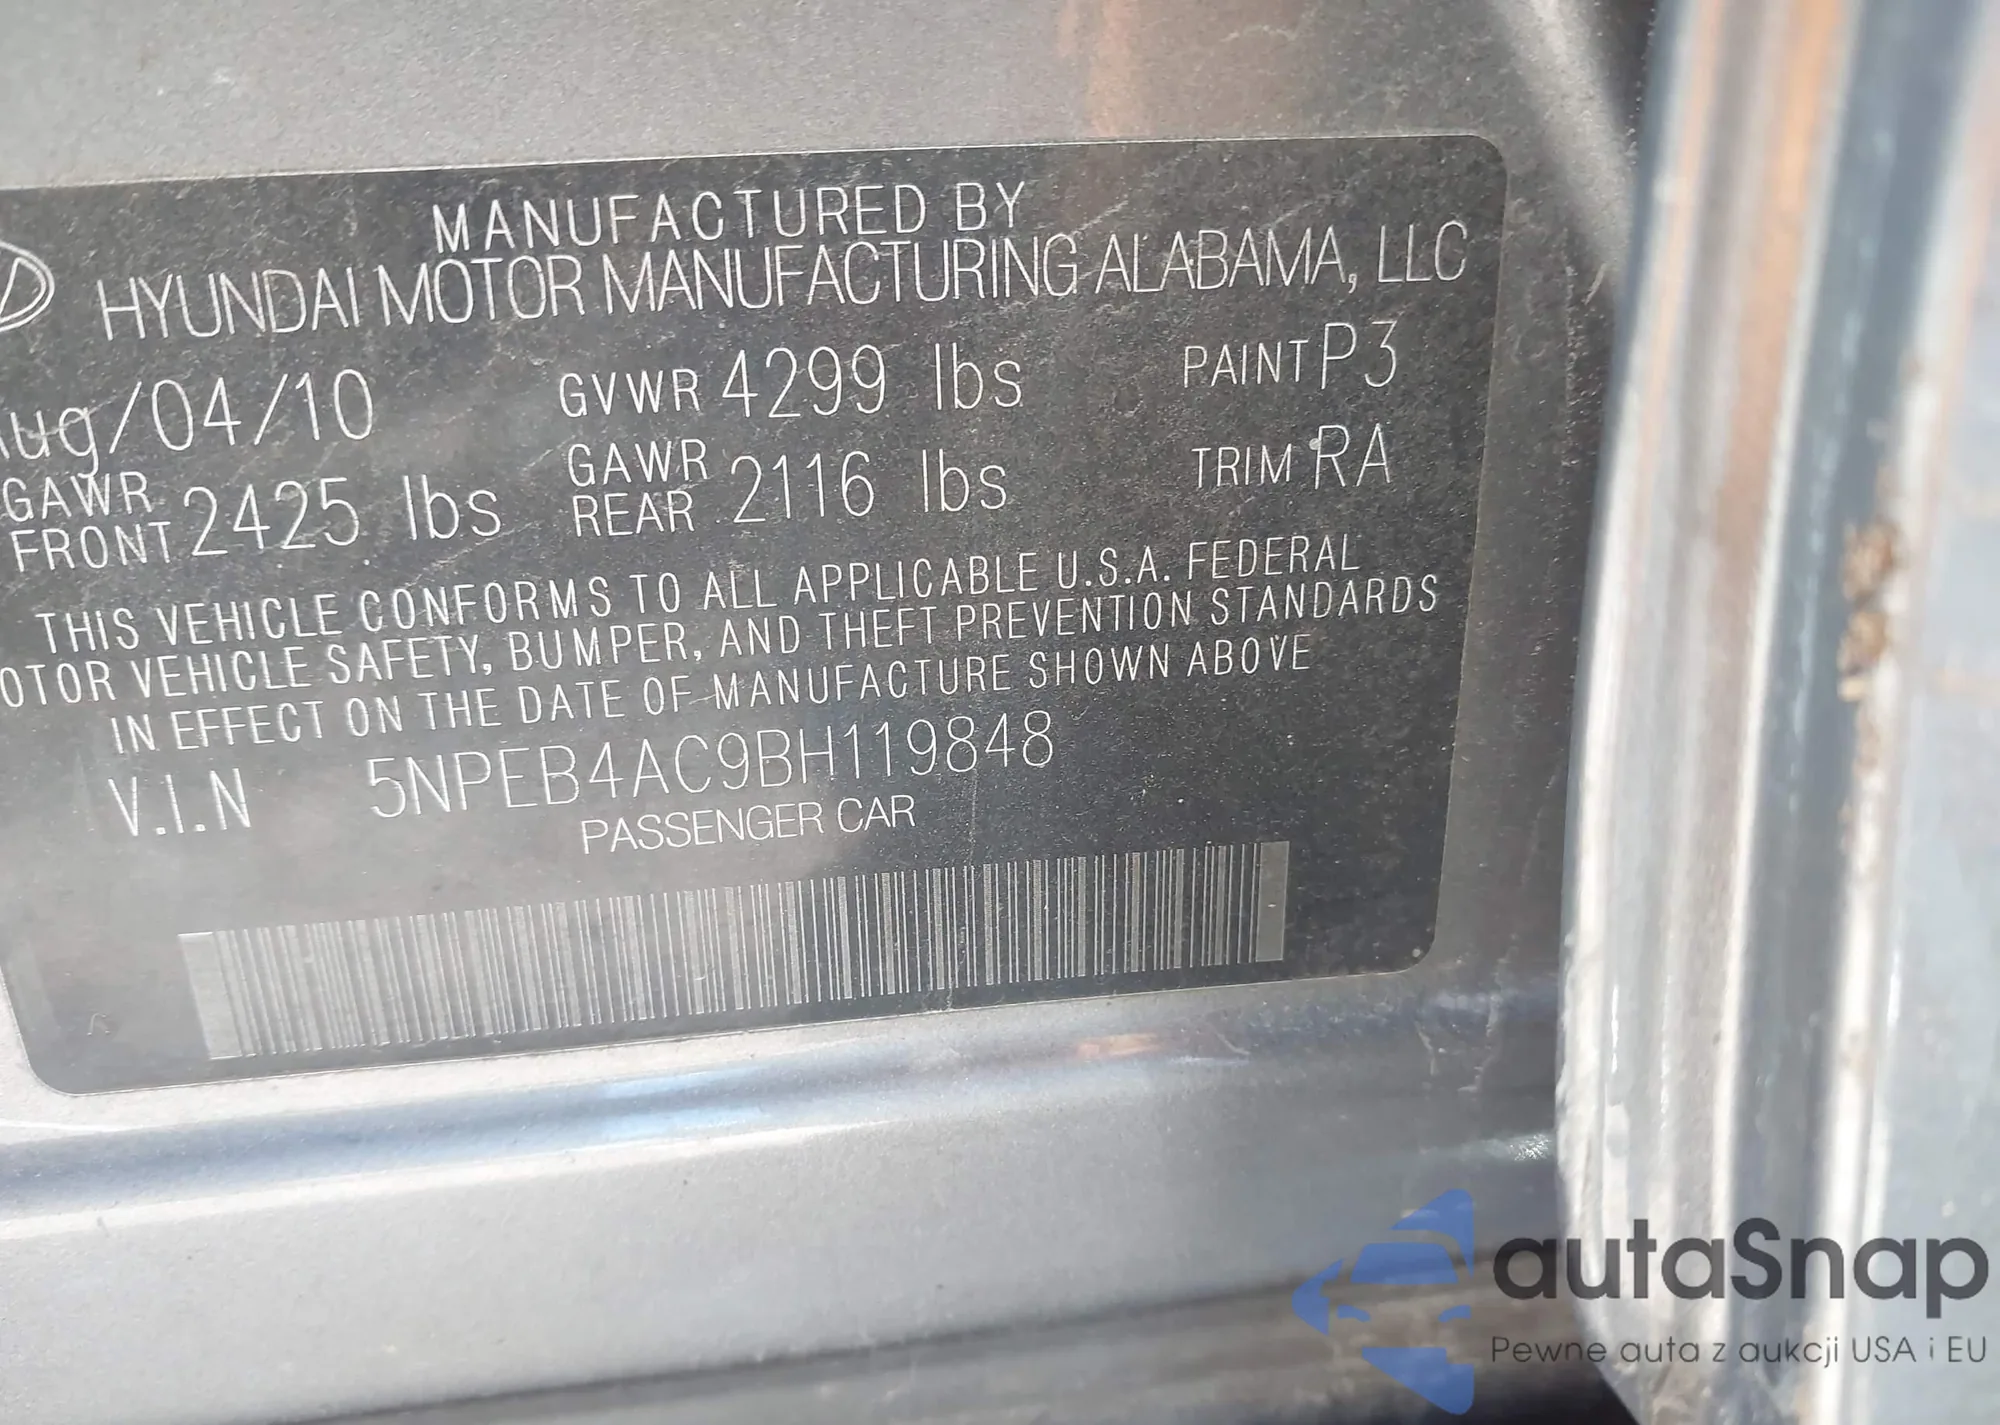 MANUFACTURED BY
HYUNDAI MOTOR MANUFACTURING ALABAMA, LLC
Aug/04/10 GVWR 4299 lbs PAINT P3
GAWR FRONT 2425 lbs GAWR REAR 2116 lbs TRIM RA
THIS VEHICLE CONFORMS TO ALL APPLICABLE U.S.A. FEDERAL
OTOR VEHICLE SAFETY, BUMPER, AND THEFT PREVENTION STANDARDS
IN EFFECT ON THE DATE OF MANUFACTURE SHOWN ABOVE
V.I.N 5NPEB4AC9BH119848
PASSENGER CAR
autaSnap
Pewne auta z aukcji USA i EU